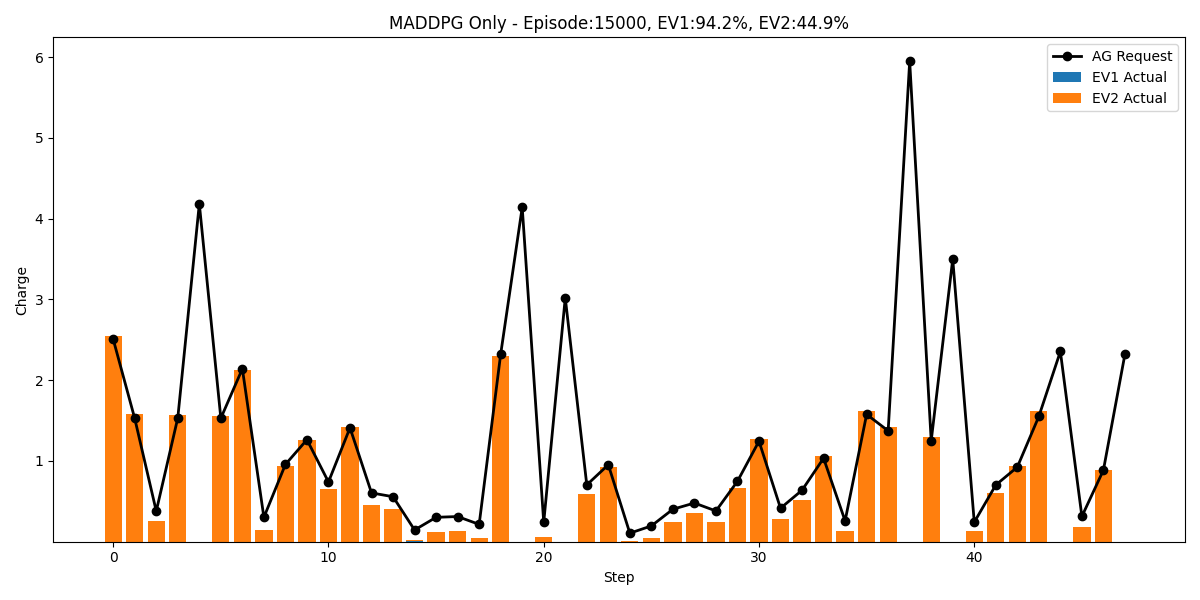 MADDPG Only - Episode:15000, EV1:94.2%, EV2:44.9%
AG Request
EV1 Actual
EV2 Actual
Charge
6
5
4
3
2
1
0
10
20
30
40
Step